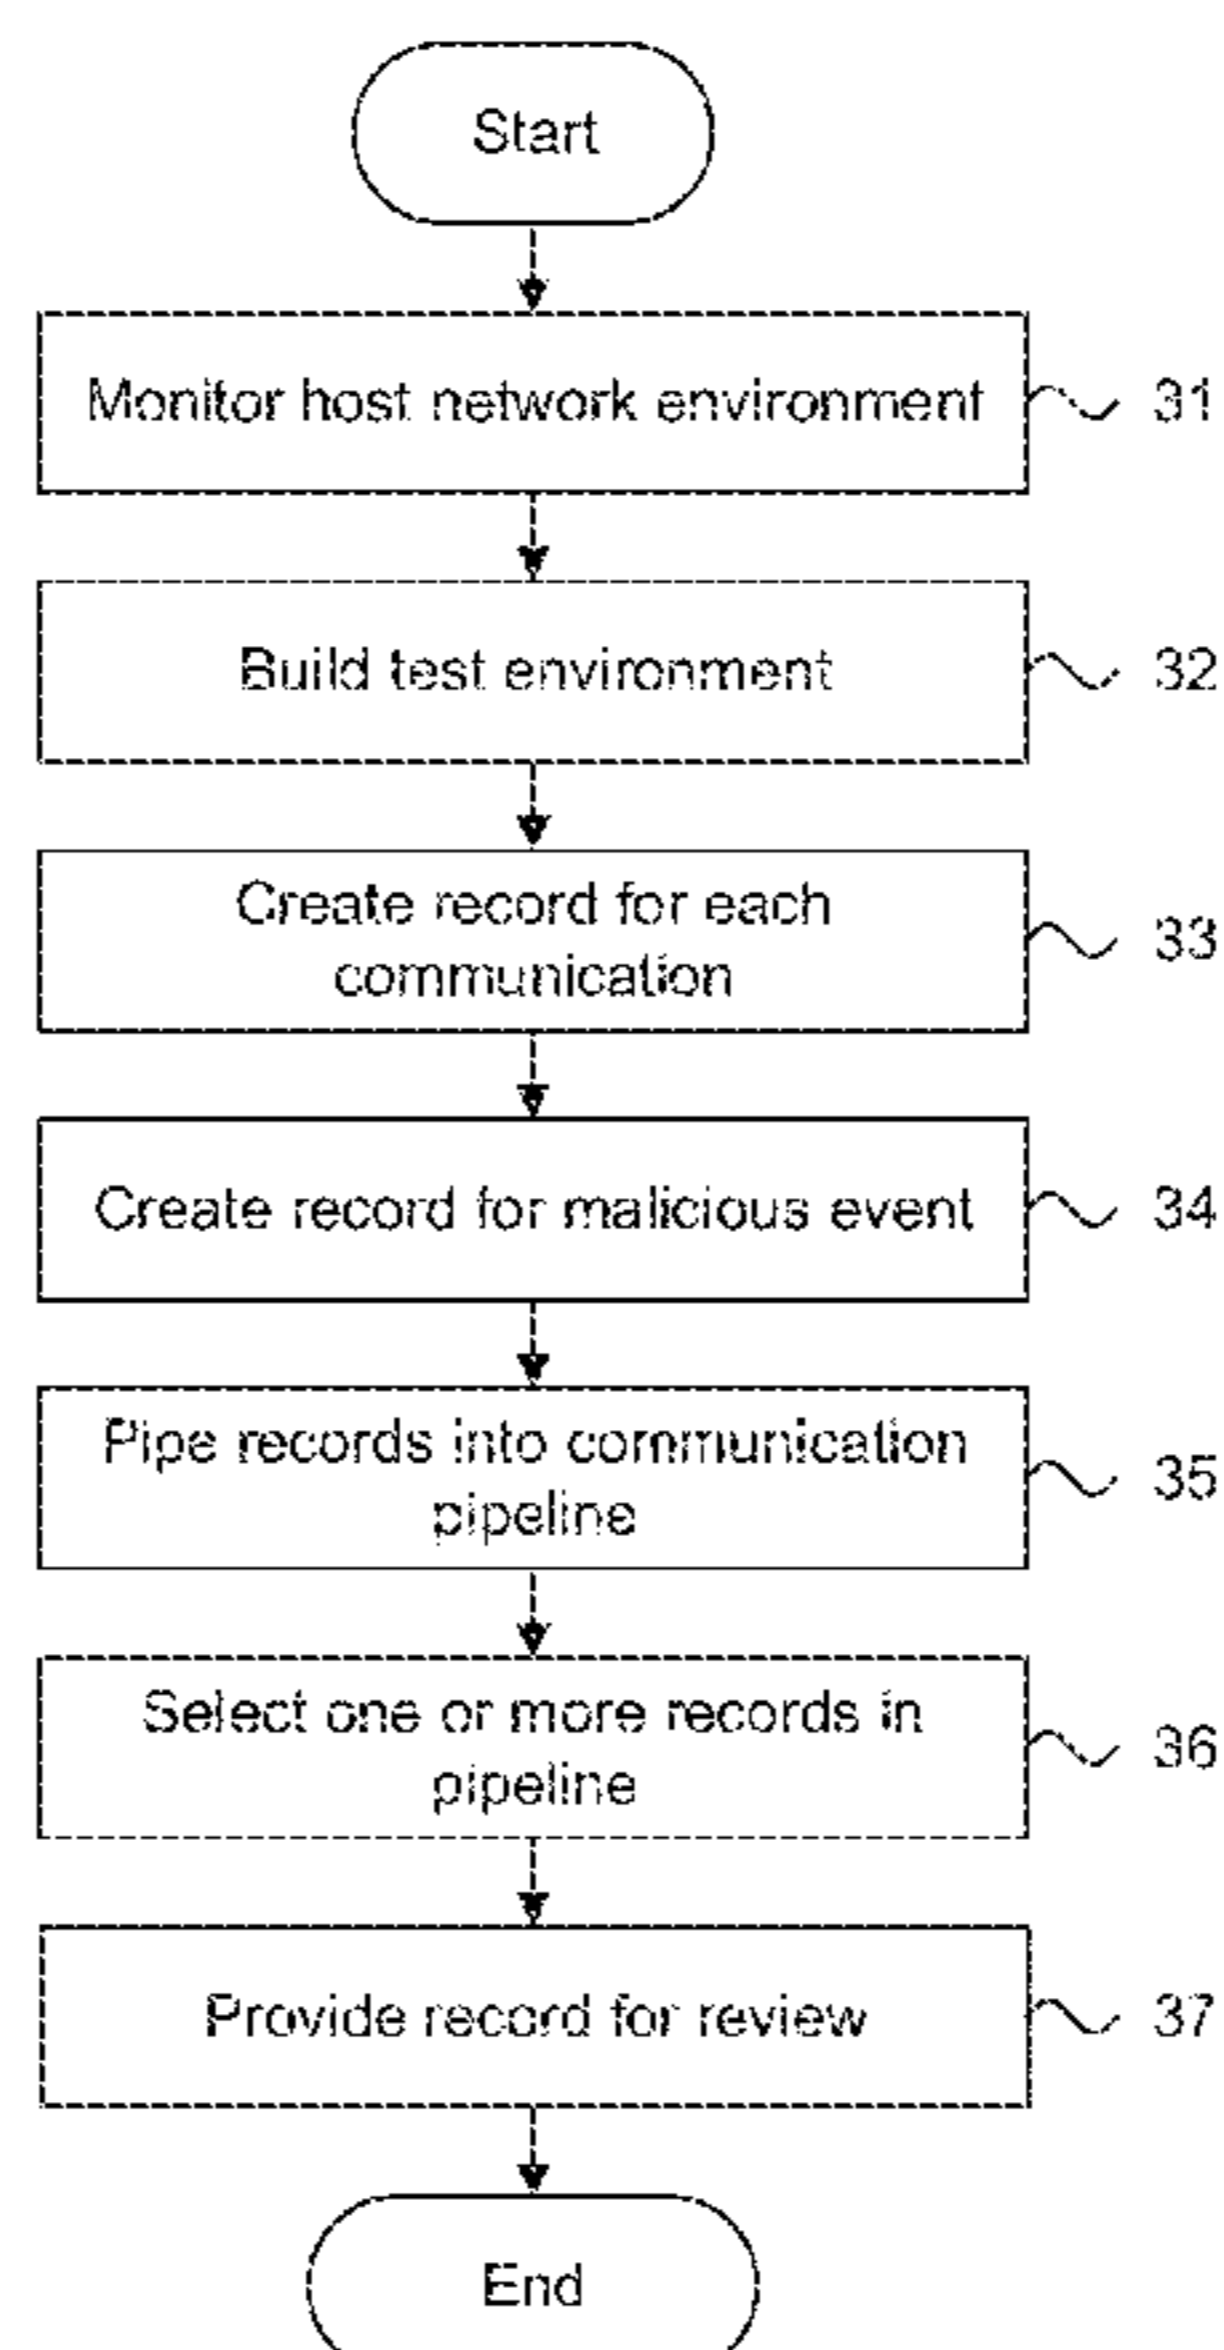 Start
Monitor host network environment
31
Build test environment
32
Create record for each
communication
33
Create record for malicious event
34
Pipe records into communication
pipeline
35
Select one or more records in
pipeline
36
Provide record for review
37
End